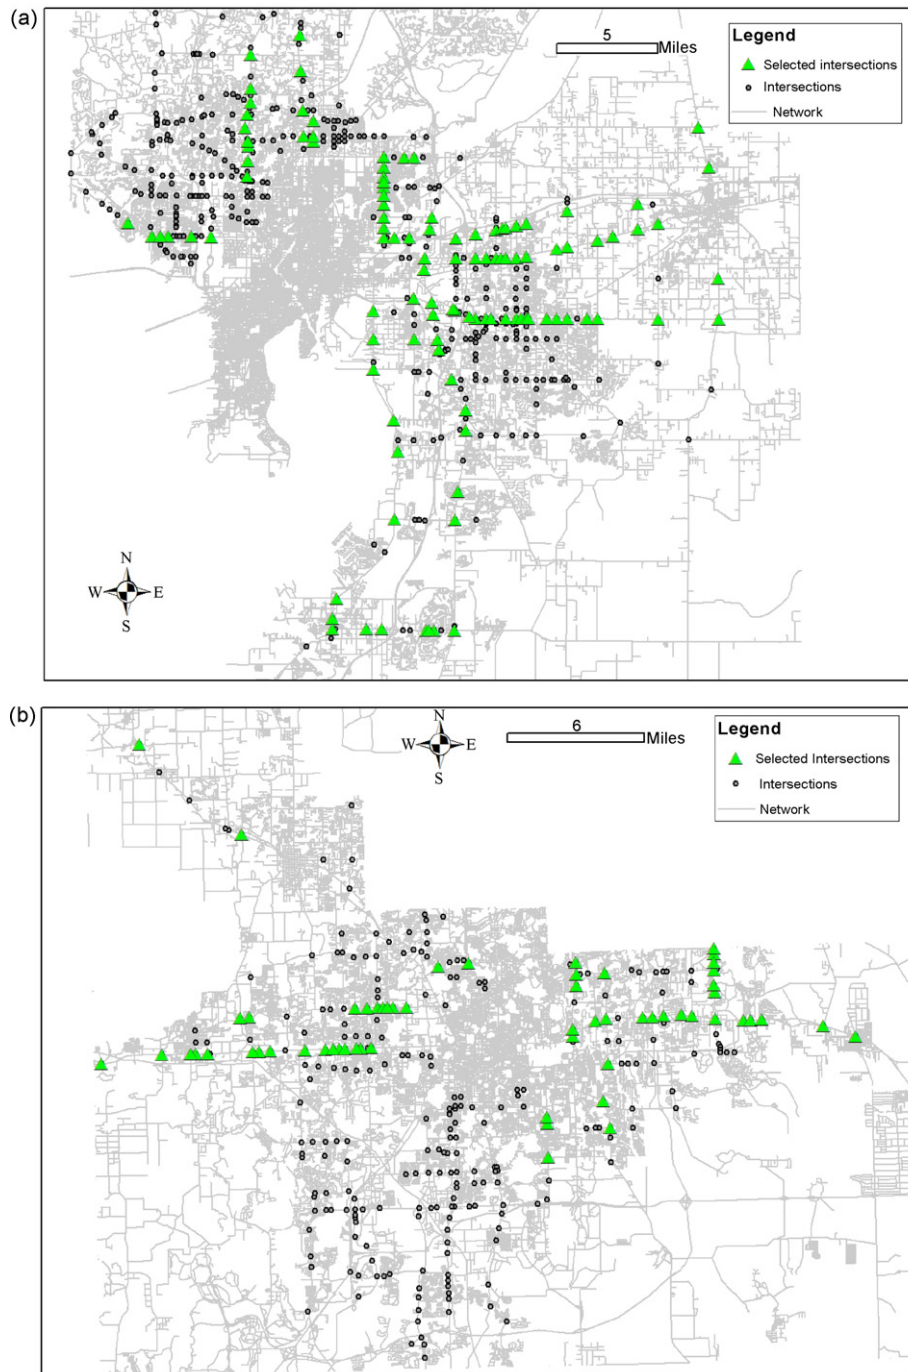 (a)
5
Miles
Legend
Selected intersections
Intersections
Network
N
W E
S
(b)
N
W E
S
6
Miles
Legend
Selected Intersections
Intersections
Network